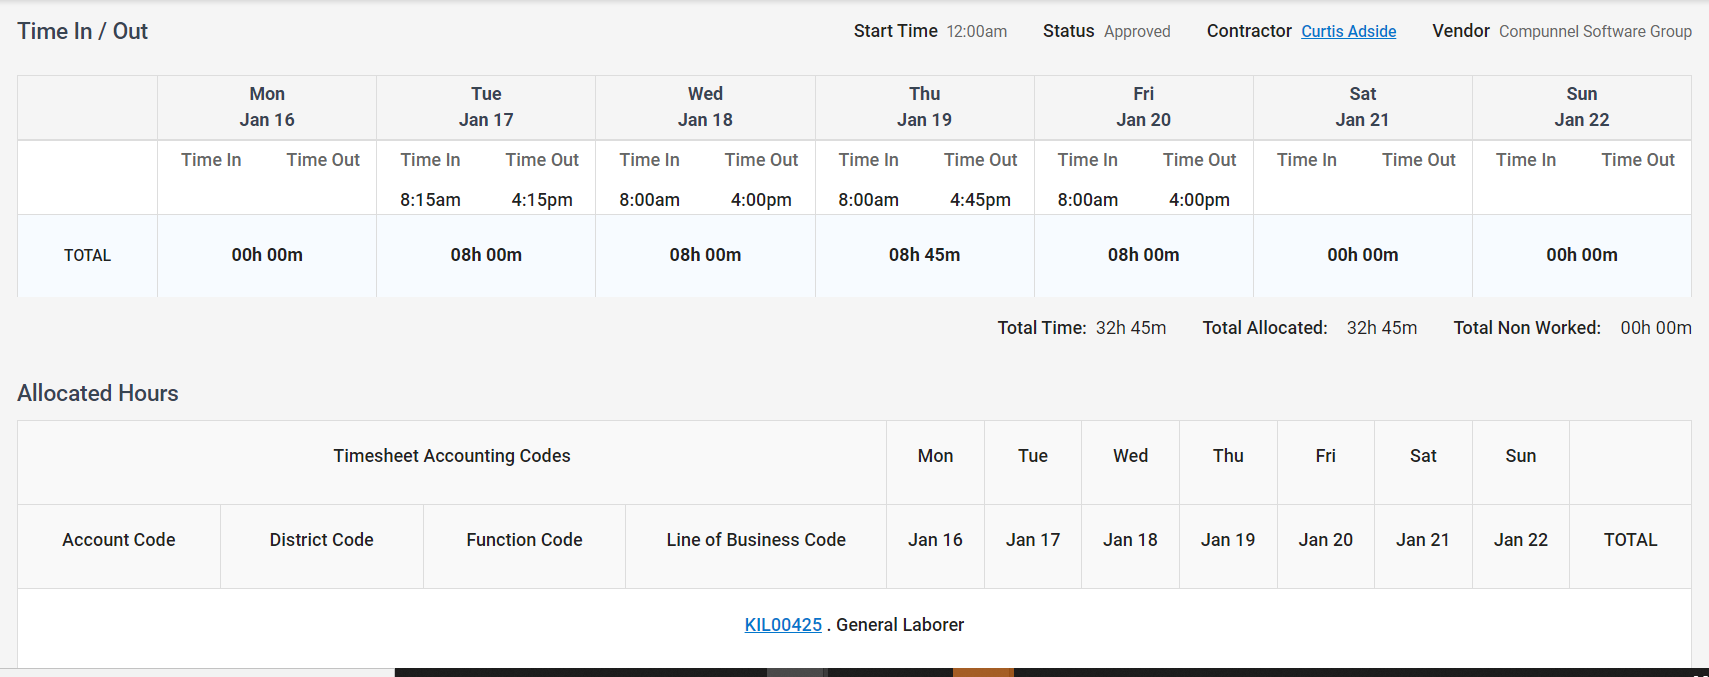 Time In / Out Start Time 12:00am Status Approved Contractor Curtis Adside Vendor Compunnel Software Group
Mon Tue Wed Thu Fri Sat Sun
Jan 16 Jan 17 Jan 18 Jan 19 Jan 20 Jan 21 Jan 22
Time In Time Out Time In Time Out Time In Time Out Time In Time Out Time In Time Out Time In Time Out Time In Time Out
8:15am 4:15pm 8:00am 4:00pm 8:00am 4:45pm 8:00am 4:00pm
TOTAL 00h 00m 08h 00m 08h 00m 08h 45m 08h 00m 00h 00m 00h 00m
Total Time: 32h 45m Total Allocated: 32h 45m Total Non Worked: 00h 00m
Allocated Hours
Timesheet Accounting Codes Mon Tue Wed Thu Fri Sat Sun
Account Code District Code Function Code Line of Business Code Jan 16 Jan 17 Jan 18 Jan 19 Jan 20 Jan 21 Jan 22 TOTAL
KIL00425 . General Laborer